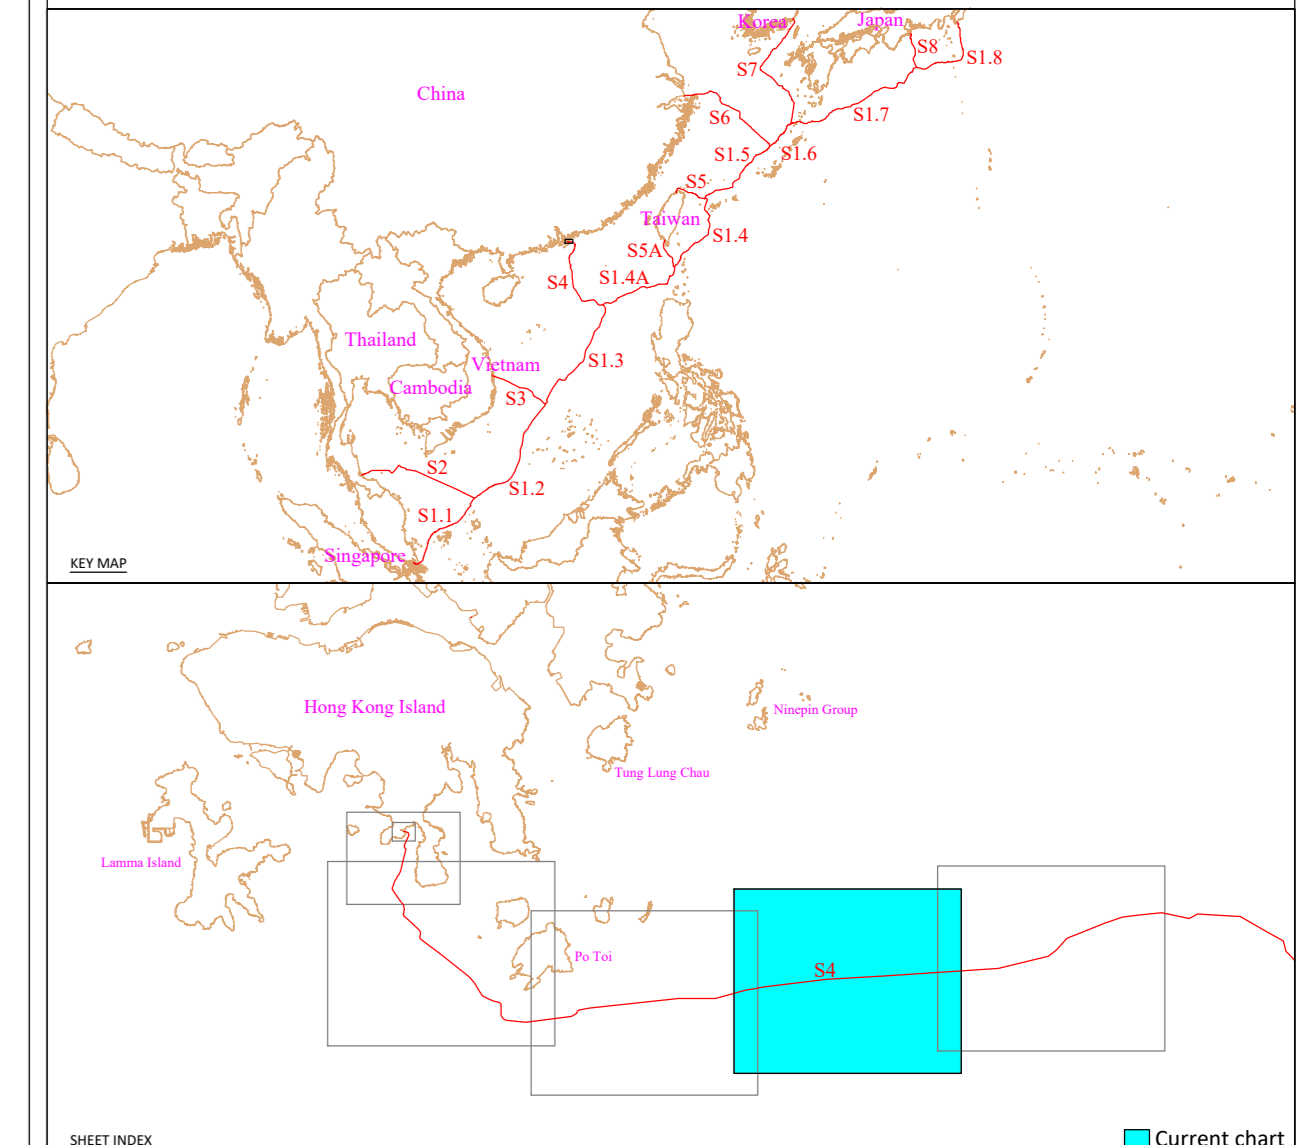 Korea
Japan
S8
S1.8
S7
China
S6
S1.7
S1.5
S1.6
S5
Taiwan
S1.4
S5A
S4
S1.4A
Thailand
Vietnam
S1.3
Cambodia
S3
S2
S1.2
S1.1
Singapore
KEY MAP
Hong Kong Island
Ninepin Group
Tung Lung Chau
Lamma Island
Po Toi
S4
SHEET INDEX
Current chart